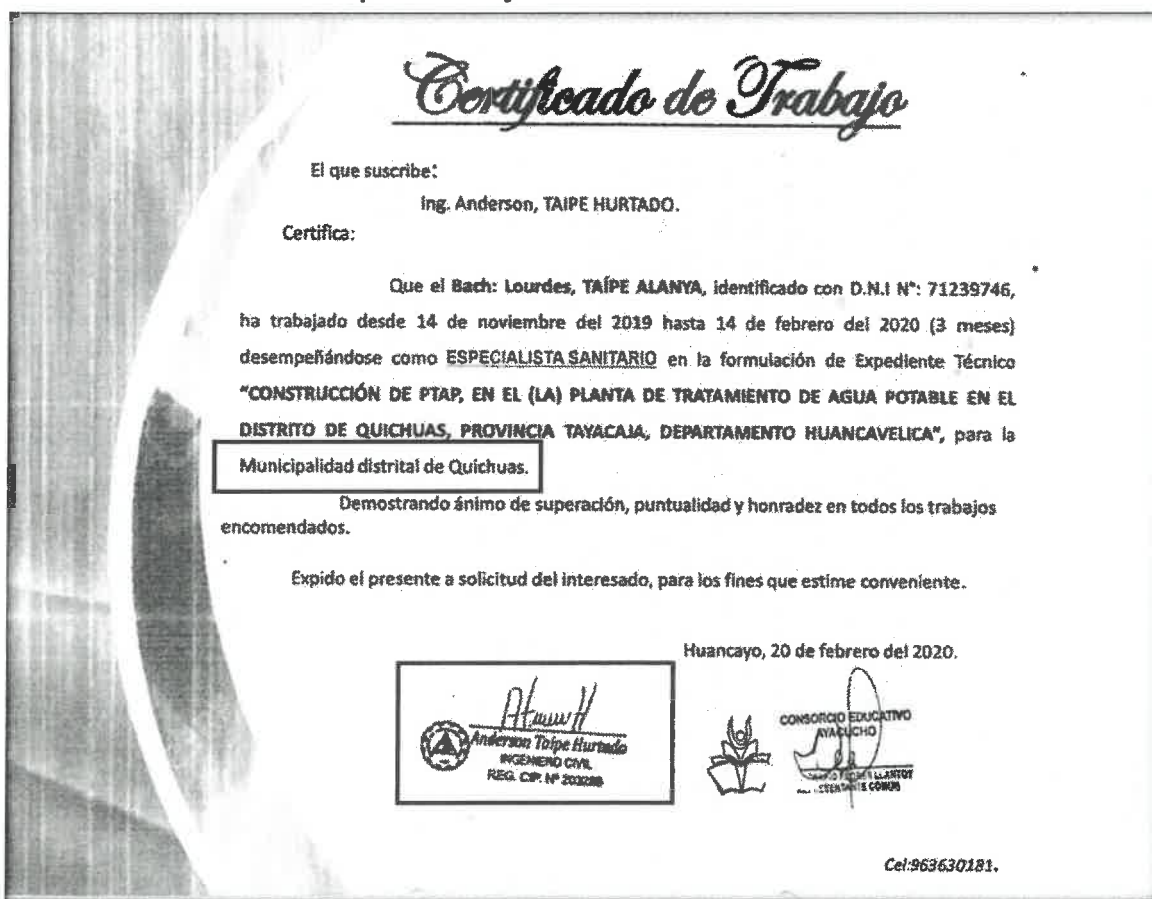 Certificado de Trabajo
El que suscribe:
Ing. Anderson, TAIPE HURTADO.
Certifica:
Que el Bach: Lourdes, TAÍPE ALANYA, identificado con D.N.I N°: 71239746,
ha trabajado desde 14 de noviembre del 2019 hasta 14 de febrero del 2020 (3 meses)
desempeñándose como ESPECIALISTA SANITARIO en la formulación de Expediente Técnico
"CONSTRUCCIÓN DE PTAP, EN EL (LA) PLANTA DE TRATAMIENTO DE AGUA POTABLE EN EL
DISTRITO DE QUICHUAS, PROVINCIA TAYACAJA, DEPARTAMENTO HUANCAVELICA", para la
Municipalidad distrital de Quichuas.
Demostrando ánimo de superación, puntualidad y honradez en todos los trabajos
encomendados.
Expido el presente a solicitud del interesado, para los fines que estime conveniente.
Huancayo, 20 de febrero del 2020.
Anderson Taipe Hurtado
INGENIERO CIVIL
REG. CIP. N°
CONSORCIO EDUCATIVO
AYACUCHO
LLANTOY
COMUN
Cel:963630181.